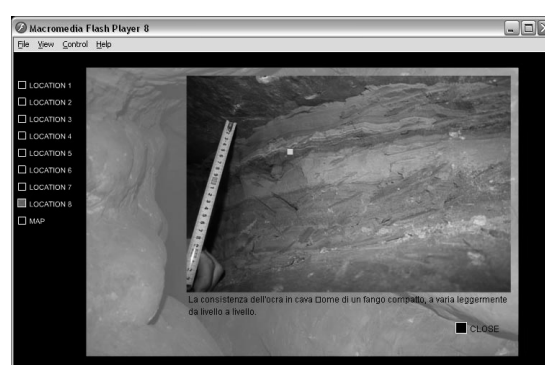 Macromedia Flash Player 8
File View Control Help
LOCATION 1
LOCATION 2
LOCATION 3
LOCATION 4
LOCATION 5
LOCATION 6
LOCATION 7
LOCATION 8
MAP
La consistenza dell'ocra in cava □ome di un fango compatto, a varia leggermente
da livello a livello.
CLOSE